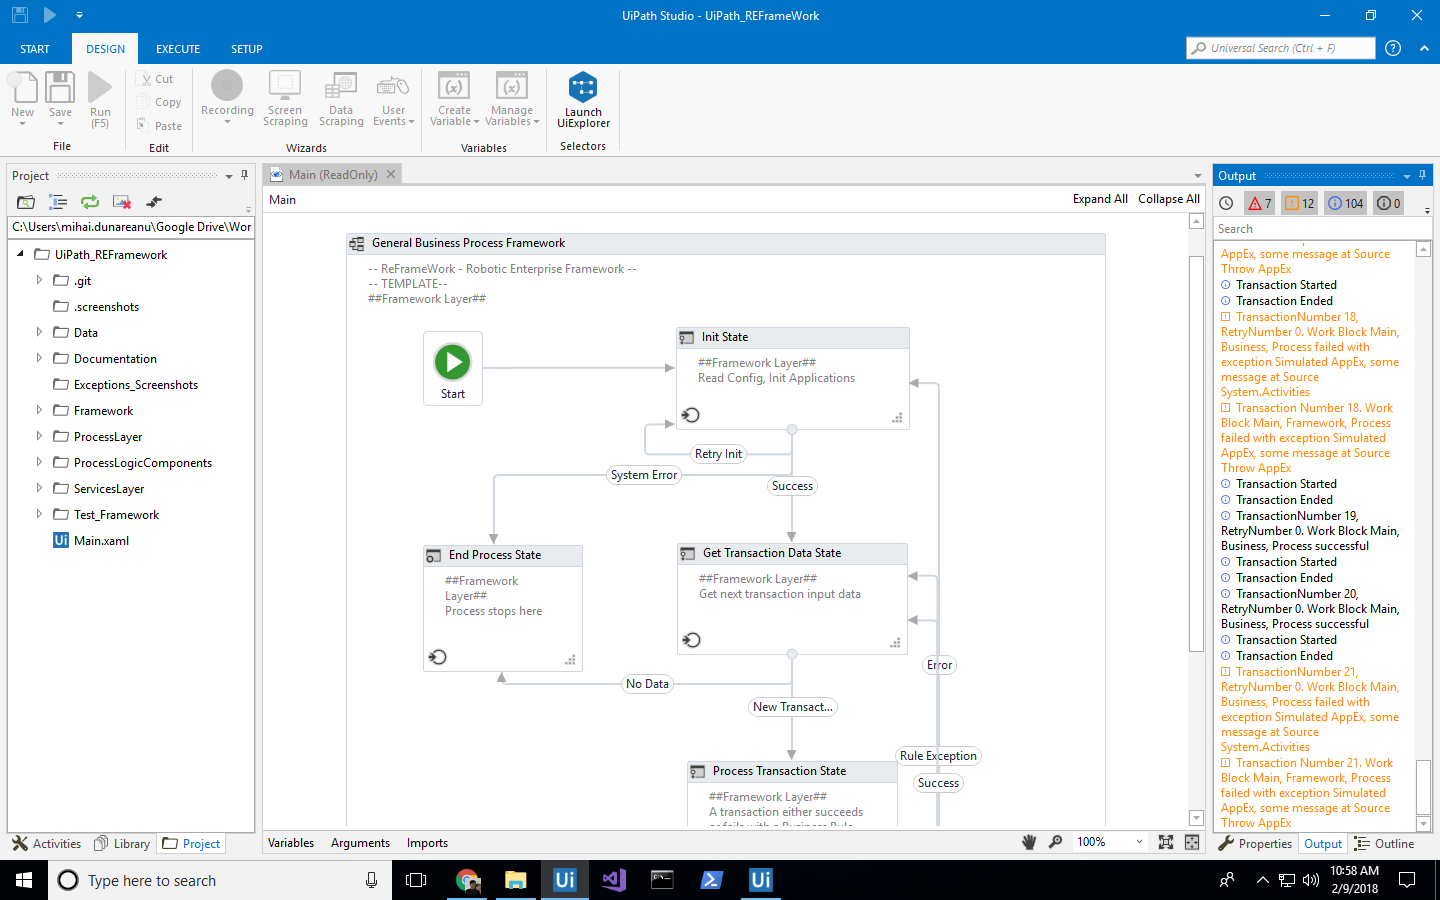 UiPath Studio - UiPath_REFrameWork
START
DESIGN
EXECUTE
SETUP
Universal Search (Ctrl + F)
New
Save
Run
(F5)
File
Cut
Copy
Paste
Edit
Recording
Screen
Scraping
Data
Scraping
User
Events
Wizards
Create
Variable
Manage
Variables
Variables
Launch
UiExplorer
Selectors
Project
C:\Users\mihai.dunareanu\Google Drive\Wor
UiPath_REFramework
.git
.screenshots
Data
Documentation
Exceptions_Screenshots
Framework
ProcessLayer
ProcessLogicComponents
ServicesLayer
Test_Framework
Ui Main.xaml
Activities
Library
Project
Main (ReadOnly)
Main
Expand All
Collapse All
General Business Process Framework
-- ReFrameWork - Robotic Enterprise Framework --
-- TEMPLATE--
##Framework Layer##
Start
Init State
##Framework Layer##
Read Config, Init Applications
Retry Init
System Error
Success
End Process State
##Framework
Layer##
Process stops here
Get Transaction Data State
##Framework Layer##
Get next transaction input data
Error
No Data
New Transact...
Rule Exception
Success
Process Transaction State
##Framework Layer##
A transaction either succeeds
or fails with a Business Rule
Variables
Arguments
Imports
100%
Output
7
12
104
0
Search
AppEx, some message at Source
Throw AppEx
Transaction Started
Transaction Ended
TransactionNumber 18,
RetryNumber 0. Work Block Main,
Business, Process failed with
exception Simulated AppEx, some
message at Source
System.Activities
Transaction Number 18. Work
Block Main, Framework, Process
failed with exception Simulated
AppEx, some message at Source
Throw AppEx
Transaction Started
Transaction Ended
TransactionNumber 19,
RetryNumber 0. Work Block Main,
Business, Process successful
Transaction Started
Transaction Ended
TransactionNumber 20,
RetryNumber 0. Work Block Main,
Business, Process successful
Transaction Started
Transaction Ended
TransactionNumber 21,
RetryNumber 0. Work Block Main,
Business, Process failed with
exception Simulated AppEx, some
message at Source
System.Activities
Transaction Number 21. Work
Block Main, Framework, Process
failed with exception Simulated
AppEx, some message at Source
Throw AppEx
Properties
Output
Outline
Type here to search
Ui
Ui
10:58 AM
2/9/2018